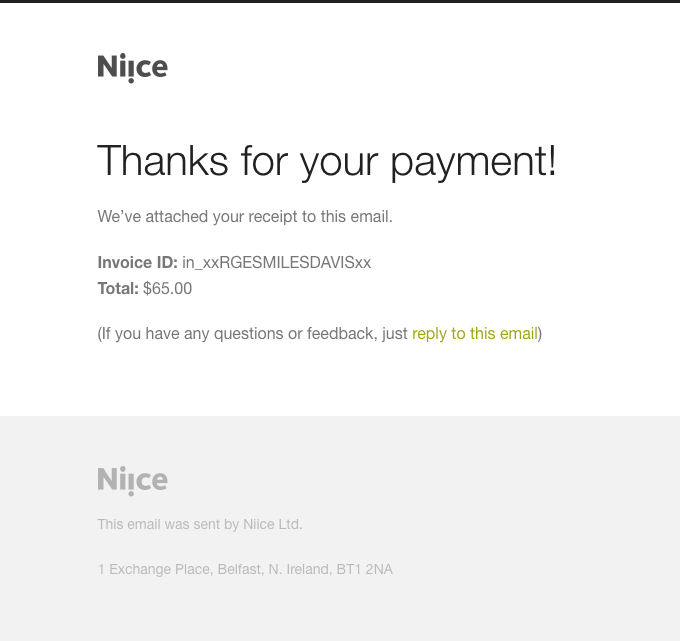 Niice
Thanks for your payment!
We’ve attached your receipt to this email.
Invoice ID: in_xxRGESMILESDAVISxx
Total: $65.00
(If you have any questions or feedback, just reply to this email)
Niice
This email was sent by Niice Ltd.
1 Exchange Place, Belfast, N. Ireland, BT1 2NA